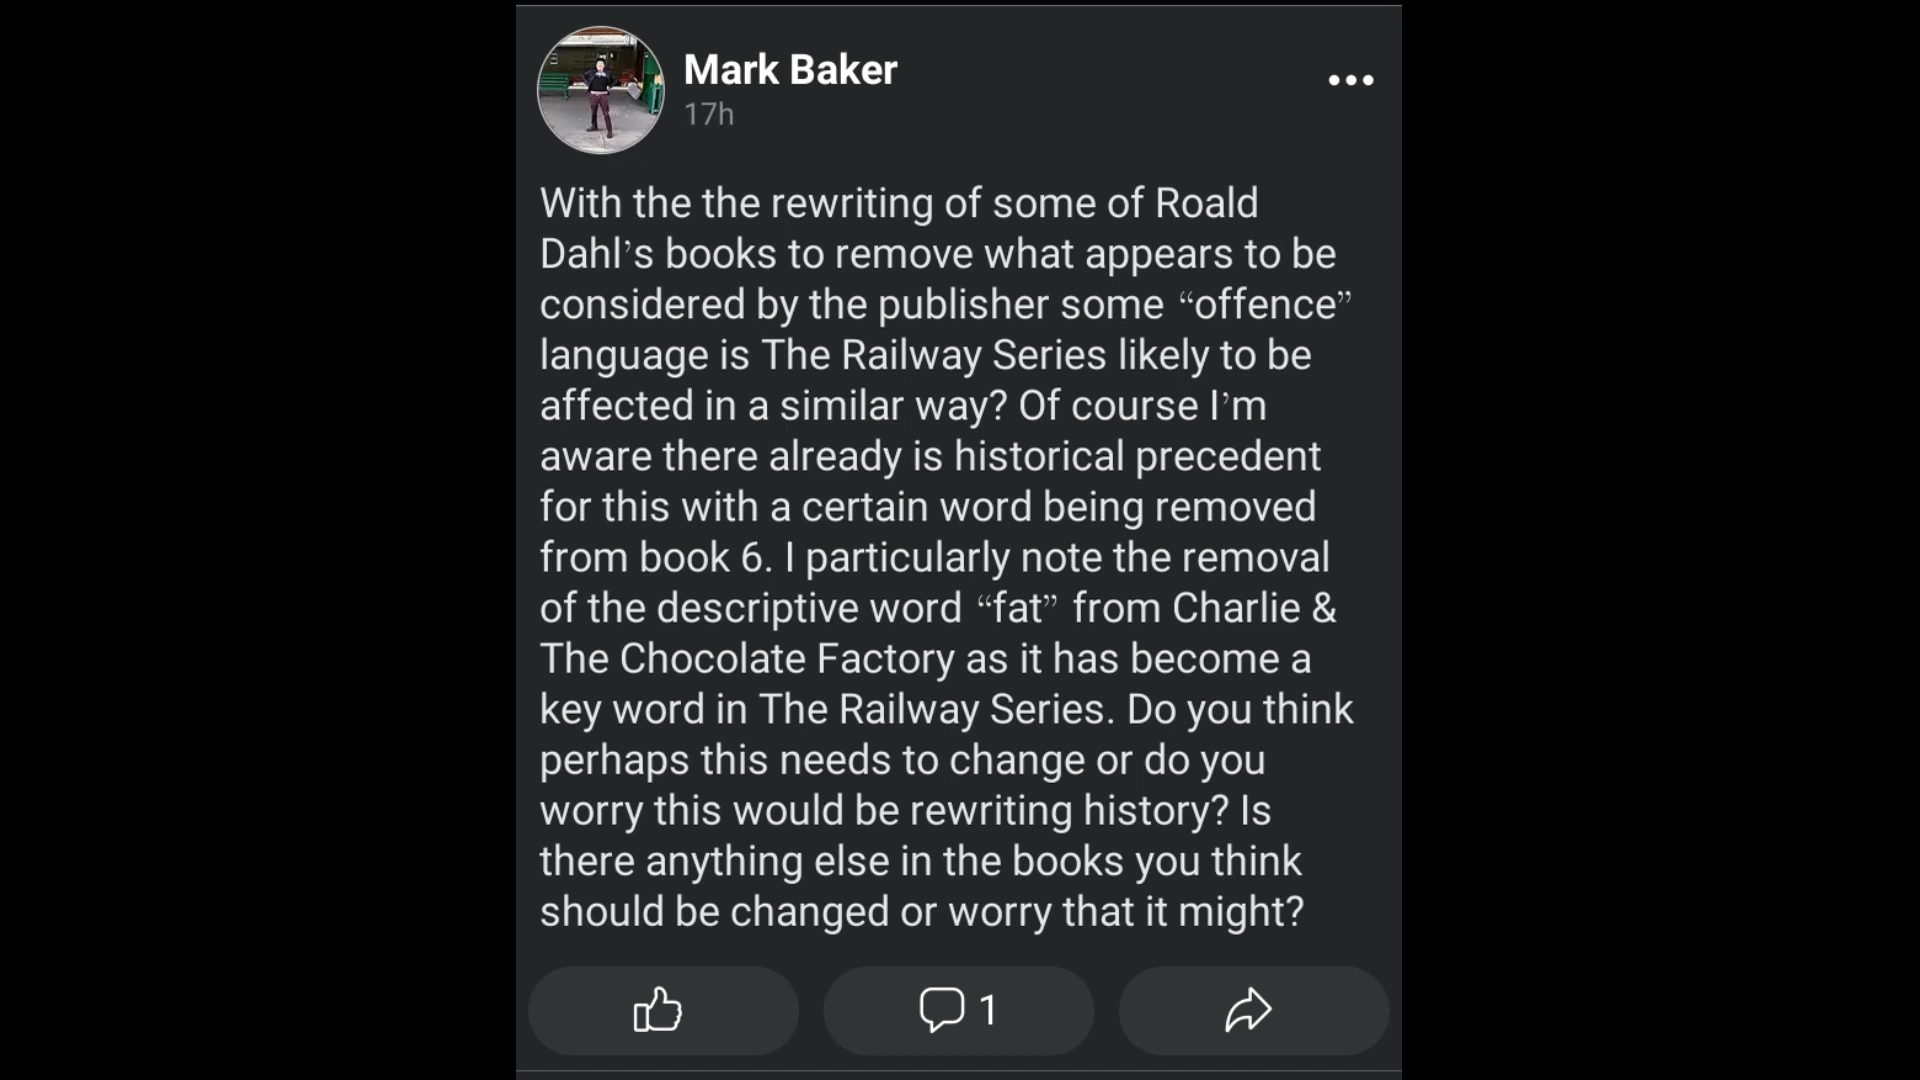 Mark Baker
17h
With the the rewriting of some of Roald
Dahl’s books to remove what appears to be
considered by the publisher some “offence”
language is The Railway Series likely to be
affected in a similar way? Of course I’m
aware there already is historical precedent
for this with a certain word being removed
from book 6. I particularly note the removal
of the descriptive word “fat” from Charlie &
The Chocolate Factory as it has become a
key word in The Railway Series. Do you think
perhaps this needs to change or do you
worry this would be rewriting history? Is
there anything else in the books you think
should be changed or worry that it might?
1